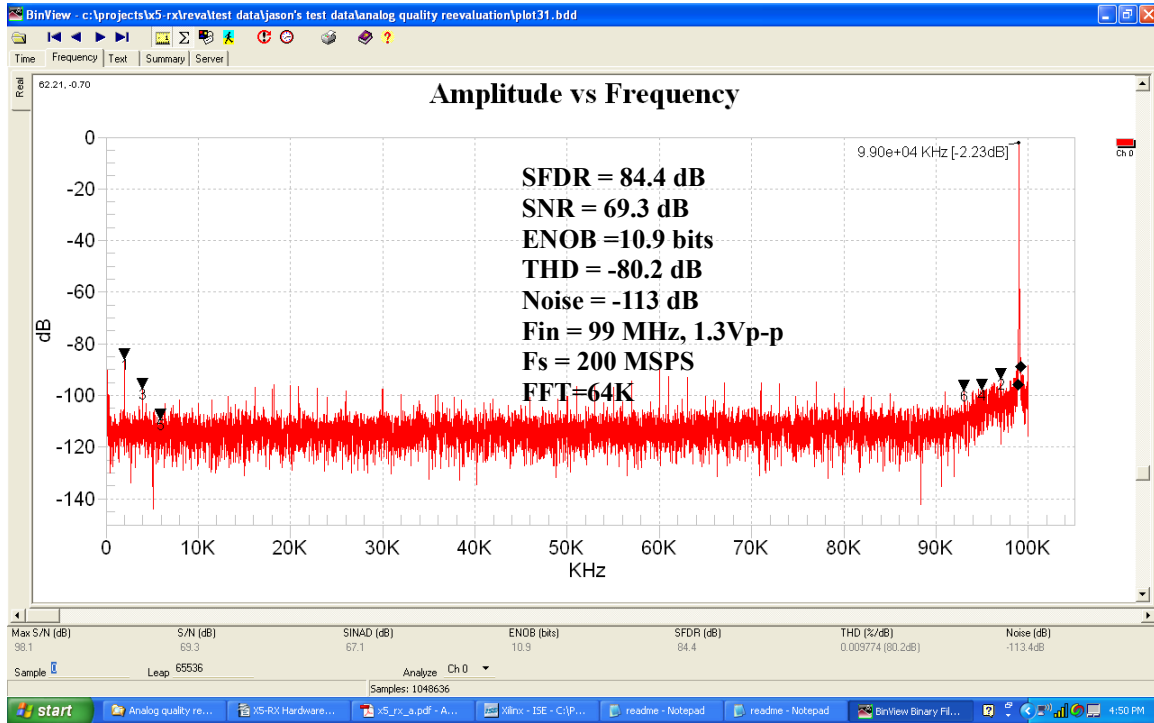 BinView - c:\projects\x5-rx\reva\test data\jason's test data\analog quality reevaluation\plot31.bdd
Time Frequency Text Summary Server
Real
62.21, -0.70
Amplitude vs Frequency
9.90e+04 KHz [-2.23dB]
Ch 0
SFDR = 84.4 dB
SNR = 69.3 dB
ENOB =10.9 bits
THD = -80.2 dB
Noise = -113 dB
Fin = 99 MHz, 1.3Vp-p
Fs = 200 MSPS
FFT=64K
dB
0
-20
-40
-60
-80
-100
-120
-140
3
6
4
2
0 10K 20K 30K 40K 50K 60K 70K 80K 90K 100K
KHz
Max S/N (dB) S/N (dB) SINAD (dB) ENOB (bits) SFDR (dB) THD (%/dB) Noise (dB)
98.1 69.3 67.1 10.9 84.4 0.009774 (80.2dB) -113.4dB
Sample 0 Leap 65536 Analyze Ch 0
Samples: 1048636
start Analog quality re... X5-RX Hardware... x5_rx_a.pdf - A... Xilinx - ISE - C:\P... readme - Notepad readme - Notepad BinView Binary Fil... 4:50 PM